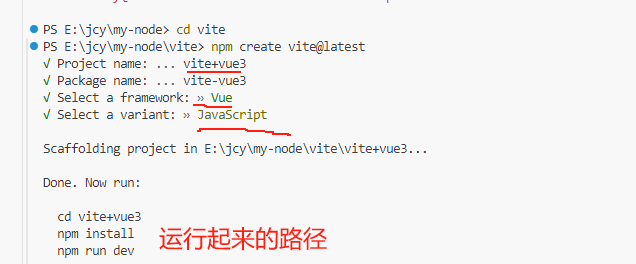 PS E:\jcy\my-node> cd vite
PS E:\jcy\my-node\vite> npm create vite@latest
√ Project name: ... vite+vue3
√ Package name: ... vite-vue3
√ Select a framework: » Vue
√ Select a variant: » JavaScript
Scaffolding project in E:\jcy\my-node\vite\vite+vue3...
Done. Now run:
cd vite+vue3
npm install
npm run dev
运行起来的路径